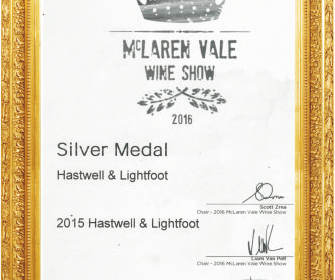 McLAREN VALE
WINE SHOW
2016
Silver Medal
Hastwell & Lightfoot
Scott Zrna
Chair - 2016 McLaren Vale Wine Show
2015 Hastwell & Lightfoot
Liam Van Pelt
Chair - 2016 McLaren Vale Wine Show